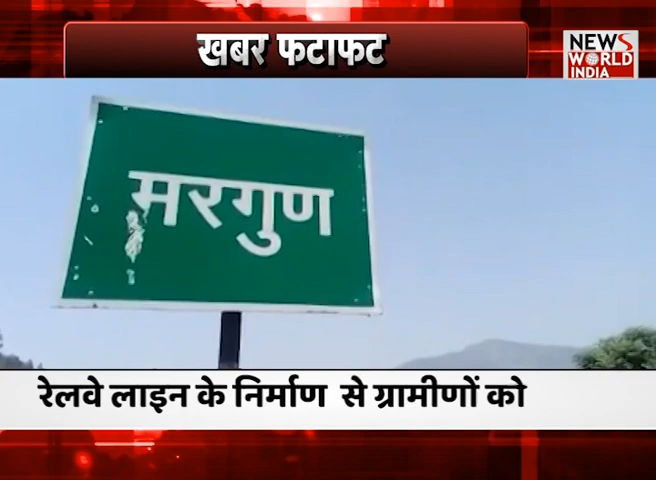 खबर फटाफट
NEWS
WORLD
INDIA
मरगुण
रेलवे लाइन के निर्माण से ग्रामीणों को